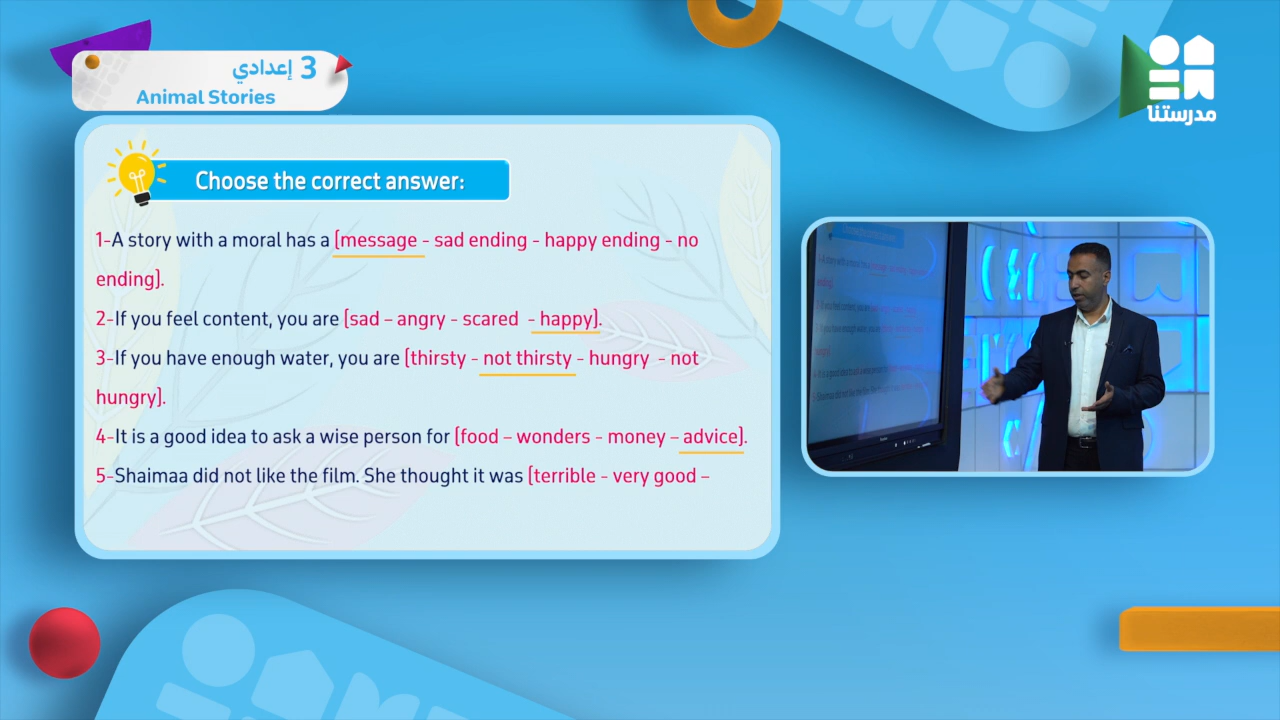 3 إعدادي
Animal Stories
مدرستنا
Choose the correct answer:
1-A story with a moral has a (message - sad ending - happy ending - no
ending).
2-If you feel content, you are (sad – angry - scared - happy).
3-If you have enough water, you are (thirsty - not thirsty - hungry - not
hungry).
4-It is a good idea to ask a wise person for (food – wonders - money – advice).
5-Shaimaa did not like the film. She thought it was (terrible - very good –